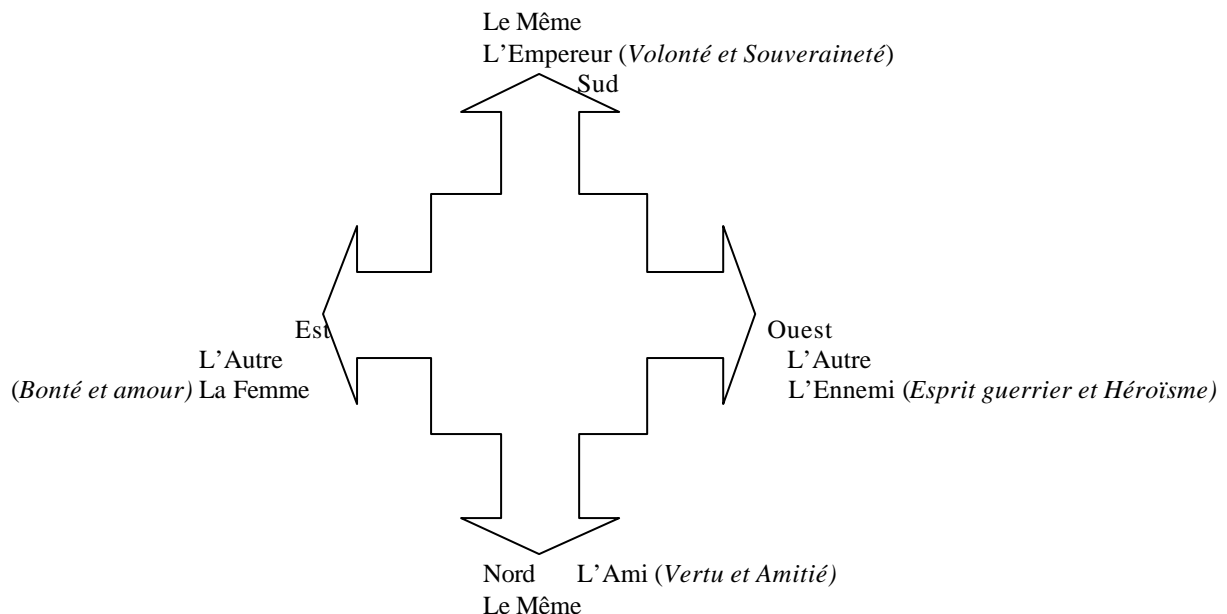 Le Même
L’Empereur (Volonté et Souveraineté)
Sud
Est
Ouest
L’Autre
(Bonté et amour) La Femme
L’Autre
L’Ennemi (Esprit guerrier et Héroïsme)
Nord L’Ami (Vertu et Amitié)
Le Même